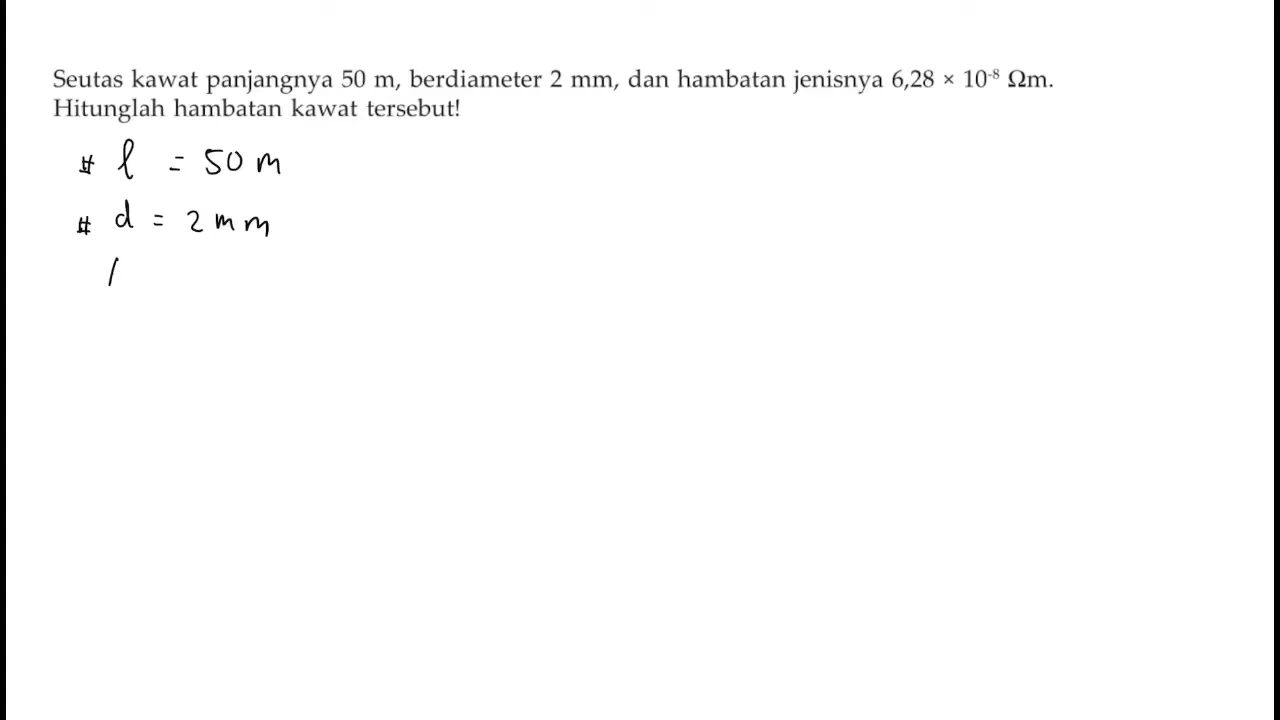 Seutas kawat panjangnya 50 m, berdiameter 2 mm, dan hambatan jenisnya 6,28 × 10⁻⁸ Ωm.
Hitunglah hambatan kawat tersebut!
# l = 50 m
# d = 2 mm
/